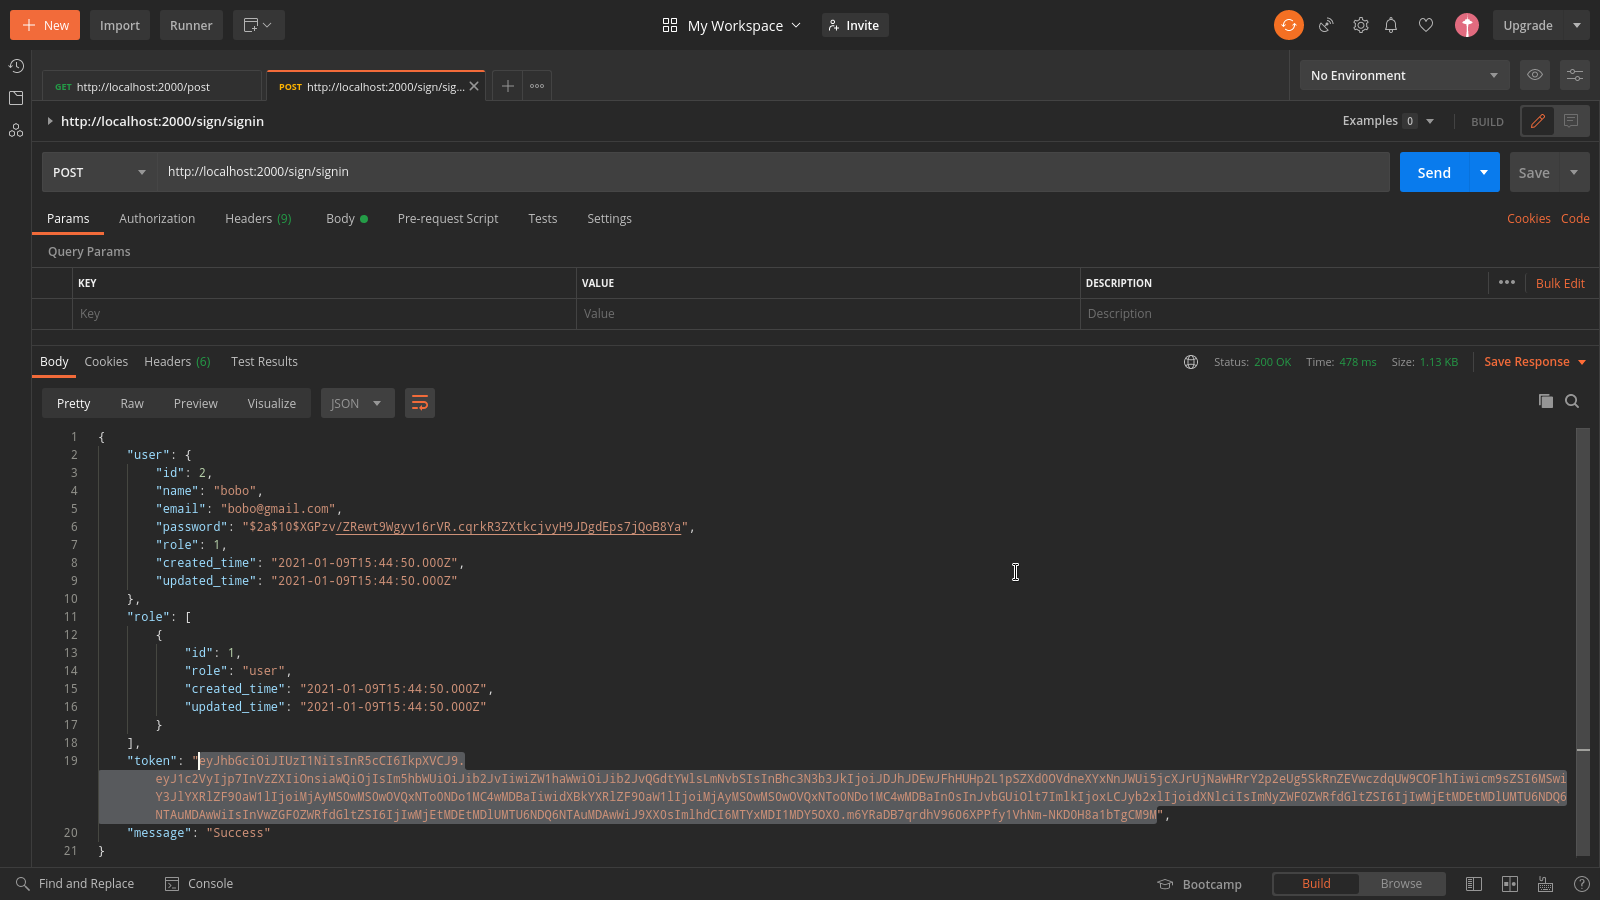 New Import Runner My Workspace Invite Upgrade
GET http://localhost:2000/post POST http://localhost:2000/sign/sig... No Environment
http://localhost:2000/sign/signin Examples 0 BUILD
POST http://localhost:2000/sign/signin Send Save
Params Authorization Headers (9) Body Pre-request Script Tests Settings Cookies Code
Query Params
KEY VALUE DESCRIPTION Bulk Edit
Key Value Description
Body Cookies Headers (6) Test Results Status: 200 OK Time: 478 ms Size: 1.13 KB Save Response
Pretty Raw Preview Visualize JSON
1 {
2 "user": {
3 "id": 2,
4 "name": "bobo",
5 "email": "bobo@gmail.com",
6 "password": "$2a$10$XGPzv/ZRewt9Wgyv16rVR.cqrkR3ZXtkcjvyH9JDgdEps7jQoB8Ya",
7 "role": 1,
8 "created_time": "2021-01-09T15:44:50.000Z",
9 "updated_time": "2021-01-09T15:44:50.000Z"
10 },
11 "role": [
12 {
13 "id": 1,
14 "role": "user",
15 "created_time": "2021-01-09T15:44:50.000Z",
16 "updated_time": "2021-01-09T15:44:50.000Z"
17 }
18 ],
19 "token": "eyJhbGciOiJIUzI1NiIsInR5cCI6IkpXVCJ9.
20 "message": "Success"
21 }
Find and Replace Console Bootcamp Build Browse